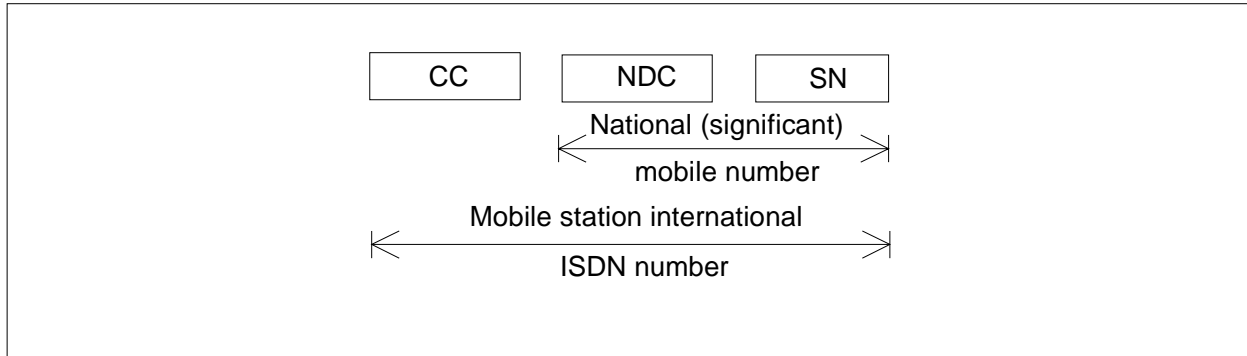 CC NDC SN
National (significant)
mobile number
Mobile station international
ISDN number